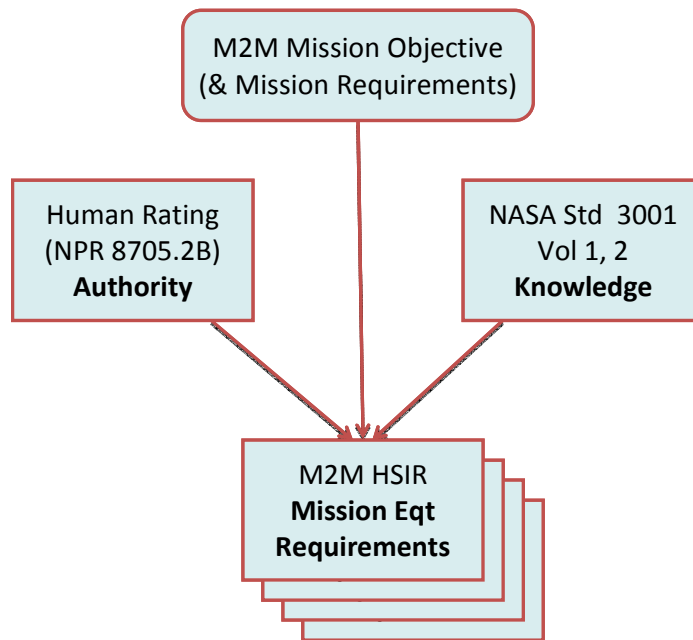 M2M Mission Objective
(& Mission Requirements)
Human Rating
(NPR 8705.2B)
Authority
NASA Std 3001
Vol 1, 2
Knowledge
M2M HSIR
Mission Eqt
Requirements